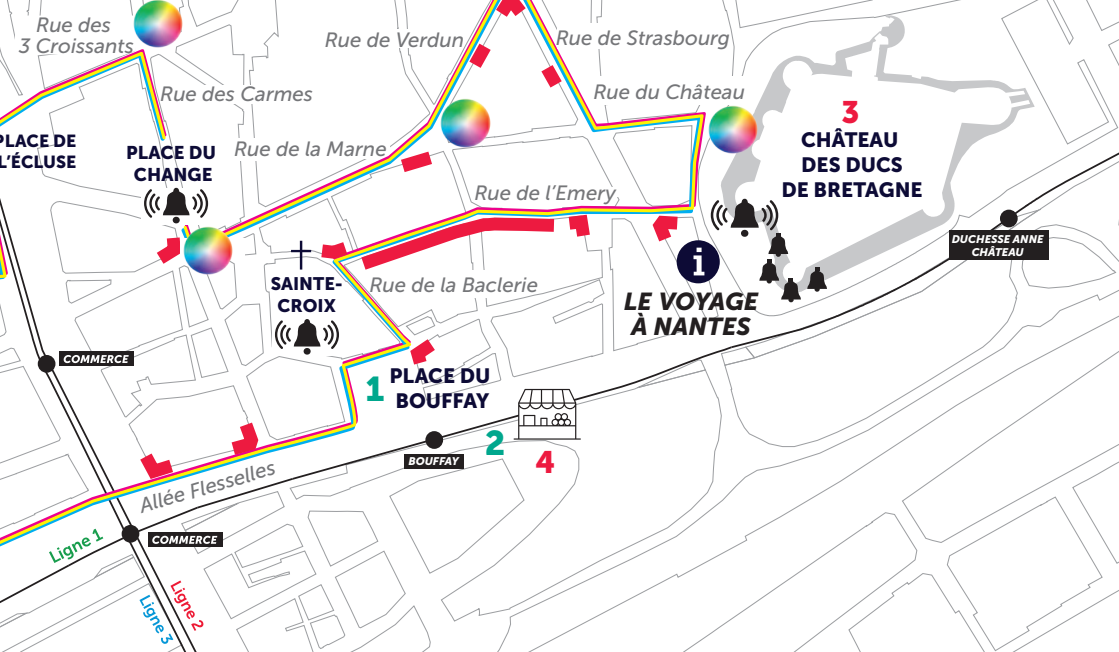 Rue des
3 Croissants
Rue de Verdun
Rue de Strasbourg
Rue des Carmes
Rue du Château
PLACE DE
L'ÉCLUSE
PLACE DU
CHANGE
Rue de la Marne
3
CHÂTEAU
DES DUCS
DE BRETAGNE
Rue de l'Emery
DUCHESSE ANNE
CHÂTEAU
i
LE VOYAGE
À NANTES
SAINTE-
CROIX
Rue de la Baclerie
COMMERCE
1
PLACE DU
BOUFFAY
2
4
BOUFFAY
Allée Flesselles
COMMERCE
Ligne 1
Ligne 2
Ligne 3